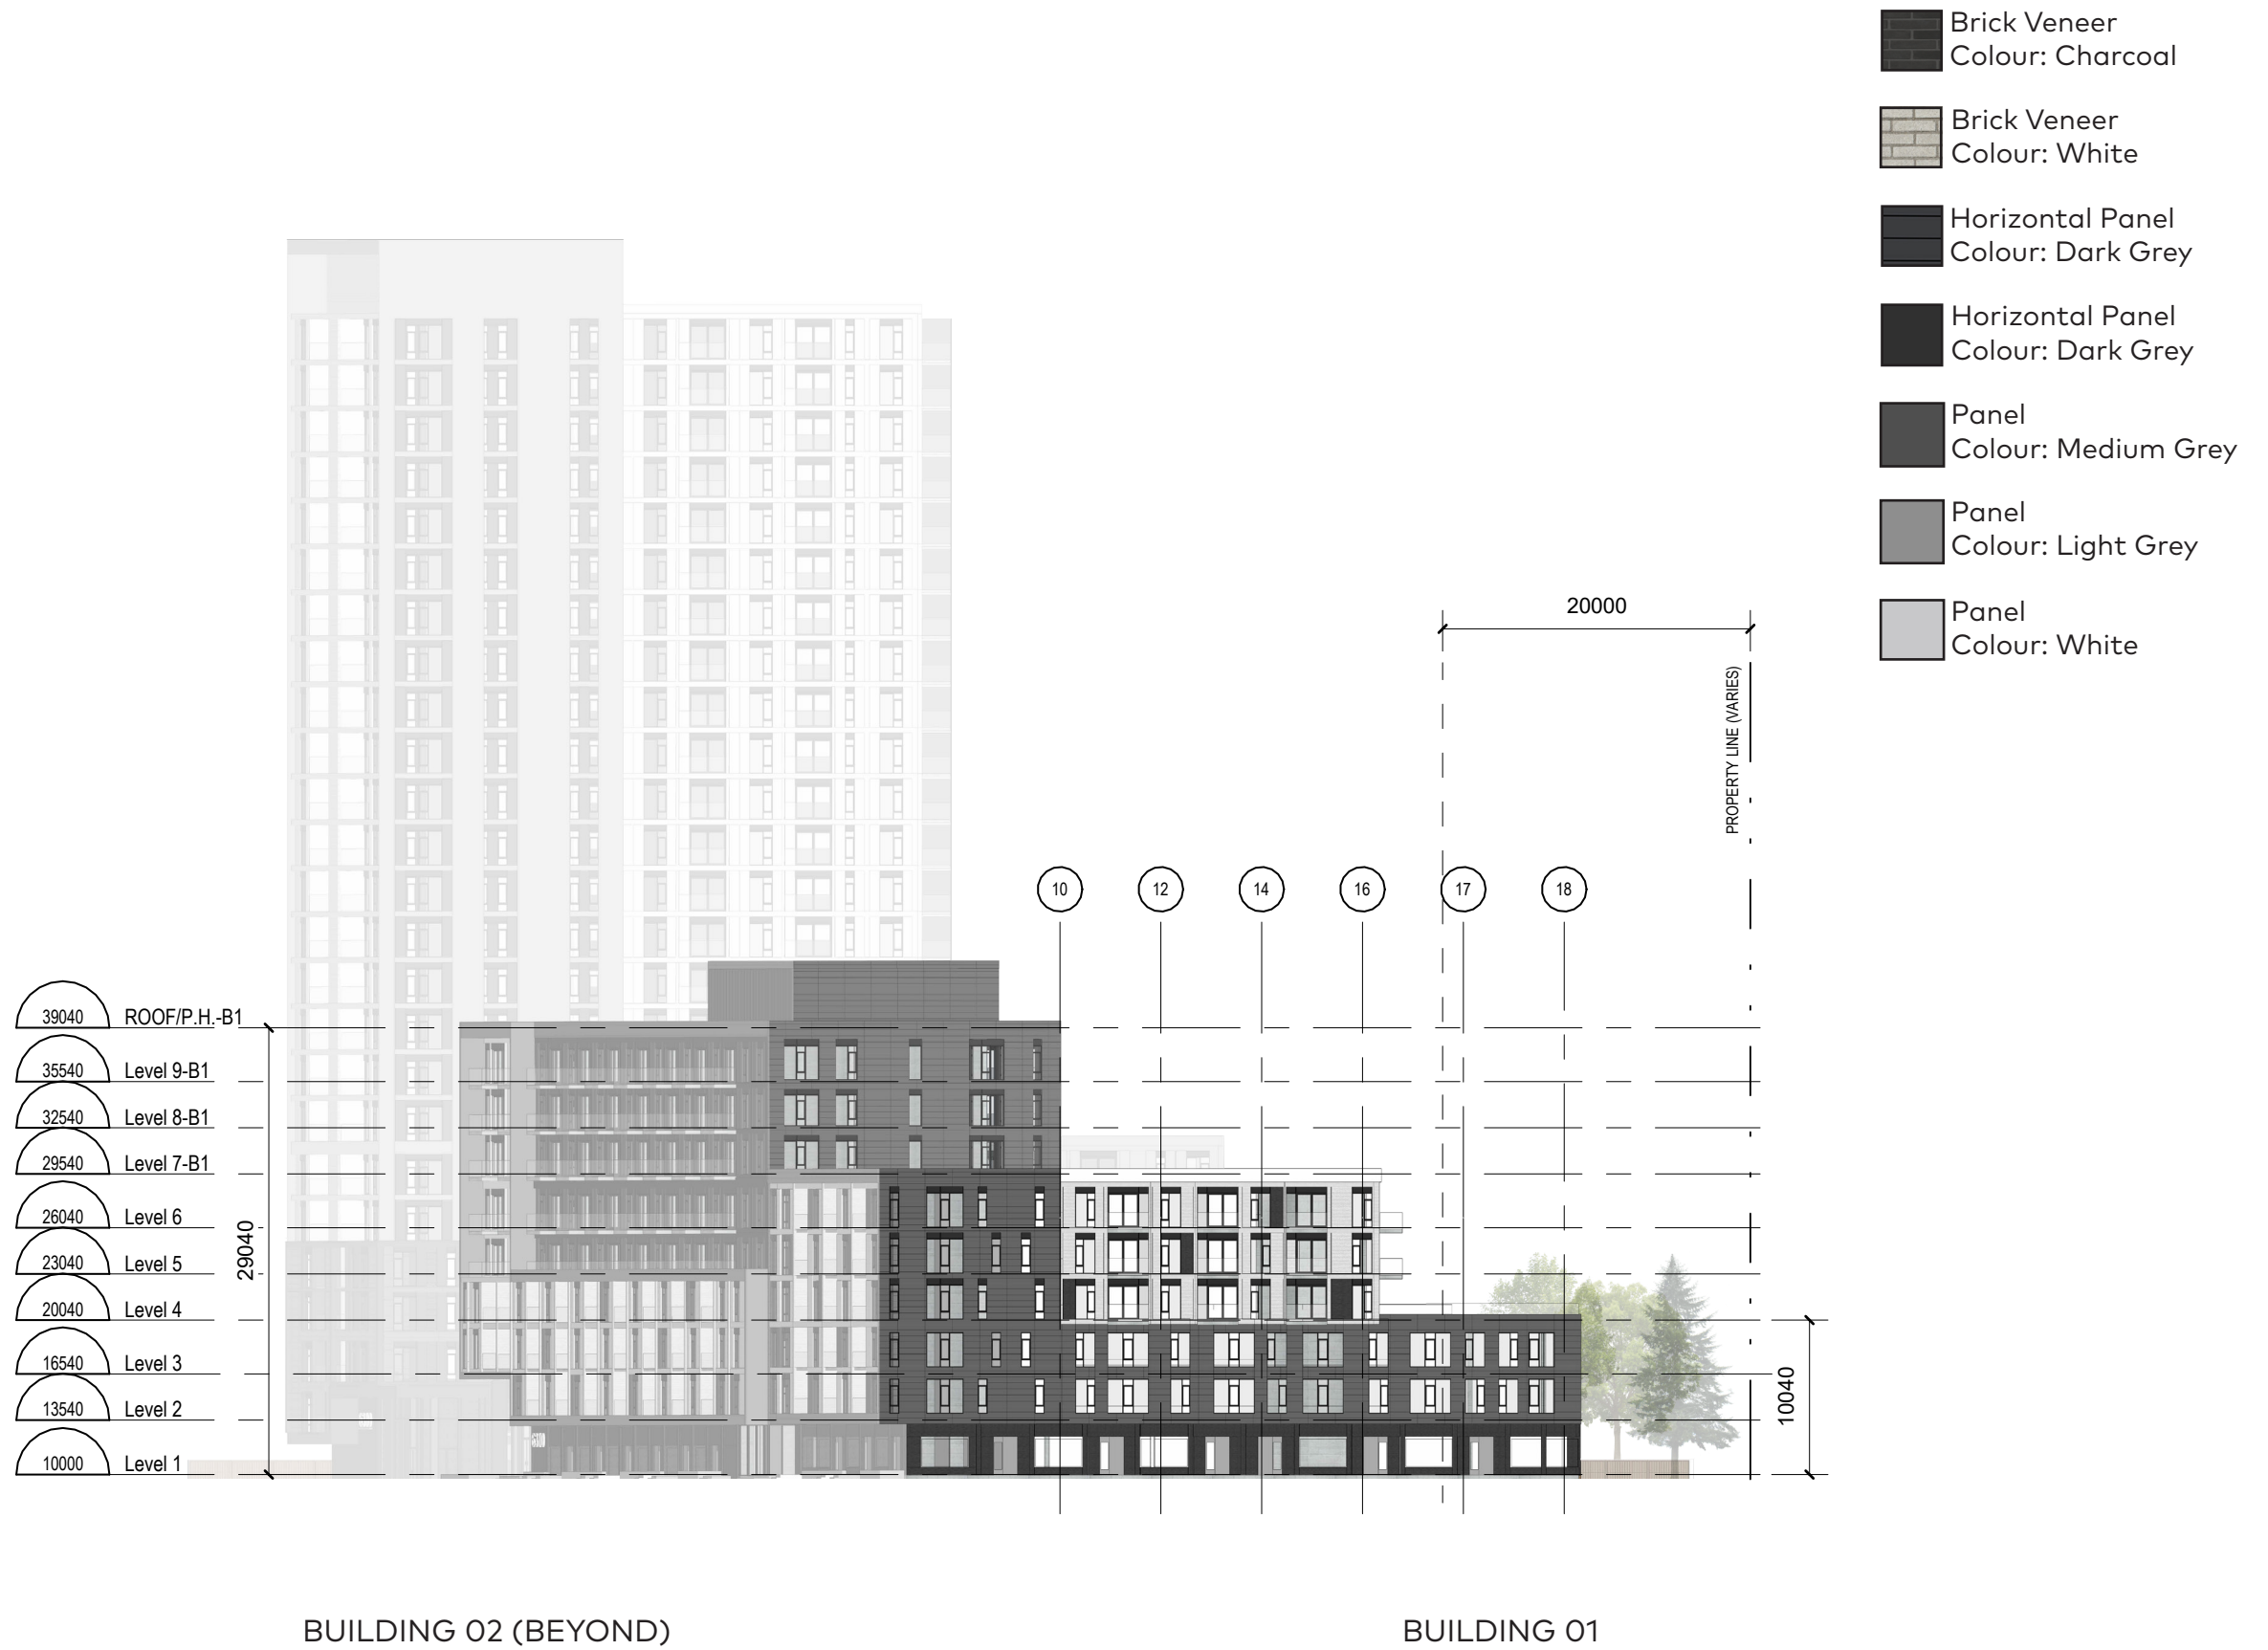 Brick Veneer
Colour: Charcoal
Brick Veneer
Colour: White
Horizontal Panel
Colour: Dark Grey
Horizontal Panel
Colour: Dark Grey
Panel
Colour: Medium Grey
Panel
Colour: Light Grey
Panel
Colour: White
20000
PROPERTY LINE (VARIES)
10
12
14
16
17
18
39040 ROOF/P.H.-B1
35540 Level 9-B1
32540 Level 8-B1
29540 Level 7-B1
26040 Level 6
23040 Level 5
20040 Level 4
16540 Level 3
13540 Level 2
10000 Level 1
29040
10040
BUILDING 02 (BEYOND)
BUILDING 01